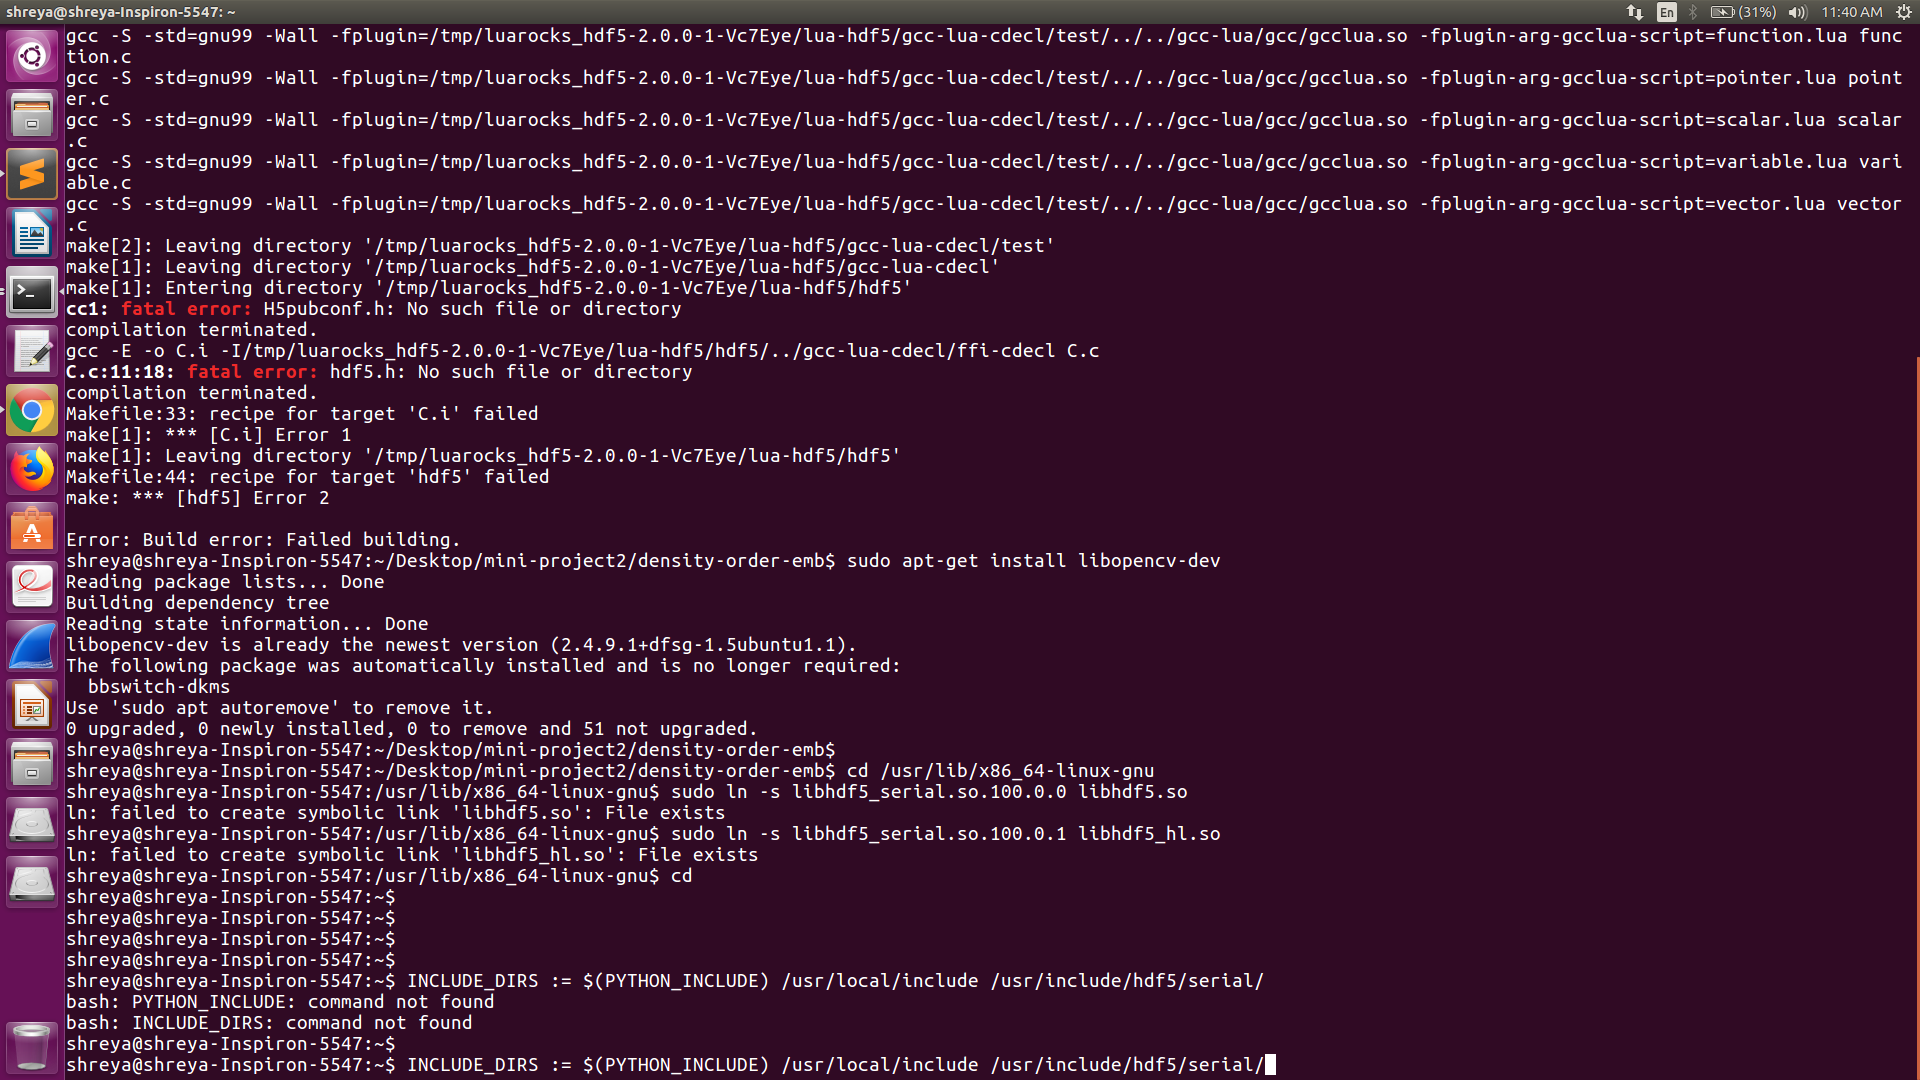 shreya@shreya-Inspiron-5547: ~
En
(31%)
11:40 AM
gcc -S -std=gnu99 -Wall -fplugin=/tmp/luarocks_hdf5-2.0.0-1-Vc7Eye/lua-hdf5/gcc-lua-cdecl/test/../../gcc-lua/gcc/gcclua.so -fplugin-arg-gcclua-script=function.lua func
tion.c
gcc -S -std=gnu99 -Wall -fplugin=/tmp/luarocks_hdf5-2.0.0-1-Vc7Eye/lua-hdf5/gcc-lua-cdecl/test/../../gcc-lua/gcc/gcclua.so -fplugin-arg-gcclua-script=pointer.lua point
er.c
gcc -S -std=gnu99 -Wall -fplugin=/tmp/luarocks_hdf5-2.0.0-1-Vc7Eye/lua-hdf5/gcc-lua-cdecl/test/../../gcc-lua/gcc/gcclua.so -fplugin-arg-gcclua-script=scalar.lua scalar
.c
gcc -S -std=gnu99 -Wall -fplugin=/tmp/luarocks_hdf5-2.0.0-1-Vc7Eye/lua-hdf5/gcc-lua-cdecl/test/../../gcc-lua/gcc/gcclua.so -fplugin-arg-gcclua-script=variable.lua vari
able.c
gcc -S -std=gnu99 -Wall -fplugin=/tmp/luarocks_hdf5-2.0.0-1-Vc7Eye/lua-hdf5/gcc-lua-cdecl/test/../../gcc-lua/gcc/gcclua.so -fplugin-arg-gcclua-script=vector.lua vector
.c
make[2]: Leaving directory '/tmp/luarocks_hdf5-2.0.0-1-Vc7Eye/lua-hdf5/gcc-lua-cdecl/test'
make[1]: Leaving directory '/tmp/luarocks_hdf5-2.0.0-1-Vc7Eye/lua-hdf5/gcc-lua-cdecl'
make[1]: Entering directory '/tmp/luarocks_hdf5-2.0.0-1-Vc7Eye/lua-hdf5/hdf5'
cc1: fatal error: H5pubconf.h: No such file or directory
compilation terminated.
gcc -E -o C.i -I/tmp/luarocks_hdf5-2.0.0-1-Vc7Eye/lua-hdf5/hdf5/../gcc-lua-cdecl/ffi-cdecl C.c
C.c:11:18: fatal error: hdf5.h: No such file or directory
compilation terminated.
Makefile:33: recipe for target 'C.i' failed
make[1]: *** [C.i] Error 1
make[1]: Leaving directory '/tmp/luarocks_hdf5-2.0.0-1-Vc7Eye/lua-hdf5/hdf5'
Makefile:44: recipe for target 'hdf5' failed
make: *** [hdf5] Error 2
Error: Build error: Failed building.
shreya@shreya-Inspiron-5547:~/Desktop/mini-project2/density-order-emb$ sudo apt-get install libopencv-dev
Reading package lists... Done
Building dependency tree
Reading state information... Done
libopencv-dev is already the newest version (2.4.9.1+dfsg-1.5ubuntu1.1).
The following package was automatically installed and is no longer required:
  bbswitch-dkms
Use 'sudo apt autoremove' to remove it.
0 upgraded, 0 newly installed, 0 to remove and 51 not upgraded.
shreya@shreya-Inspiron-5547:~/Desktop/mini-project2/density-order-emb$
shreya@shreya-Inspiron-5547:~/Desktop/mini-project2/density-order-emb$ cd /usr/lib/x86_64-linux-gnu
shreya@shreya-Inspiron-5547:/usr/lib/x86_64-linux-gnu$ sudo ln -s libhdf5_serial.so.100.0.0 libhdf5.so
ln: failed to create symbolic link 'libhdf5.so': File exists
shreya@shreya-Inspiron-5547:/usr/lib/x86_64-linux-gnu$ sudo ln -s libhdf5_serial.so.100.0.1 libhdf5_hl.so
ln: failed to create symbolic link 'libhdf5_hl.so': File exists
shreya@shreya-Inspiron-5547:/usr/lib/x86_64-linux-gnu$ cd
shreya@shreya-Inspiron-5547:~$
shreya@shreya-Inspiron-5547:~$
shreya@shreya-Inspiron-5547:~$
shreya@shreya-Inspiron-5547:~$
shreya@shreya-Inspiron-5547:~$ INCLUDE_DIRS := $(PYTHON_INCLUDE) /usr/local/include /usr/include/hdf5/serial/
bash: PYTHON_INCLUDE: command not found
bash: INCLUDE_DIRS: command not found
shreya@shreya-Inspiron-5547:~$
shreya@shreya-Inspiron-5547:~$ INCLUDE_DIRS := $(PYTHON_INCLUDE) /usr/local/include /usr/include/hdf5/serial/